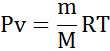 Pv = m/M RT